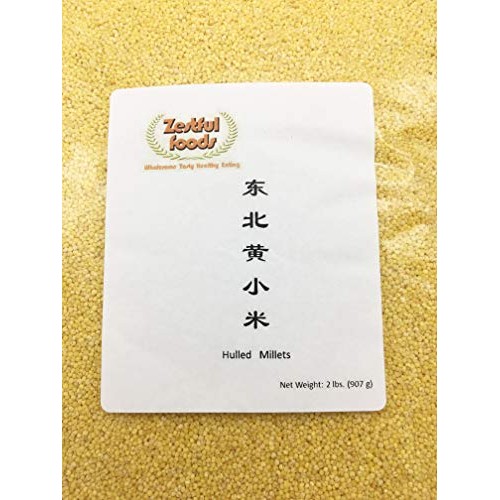 Zestful
foods
Wholesome Tasty Healthy Eating
东
北
黄
小
米
Hulled Millets
Net Weight: 2 lbs. (907 g)